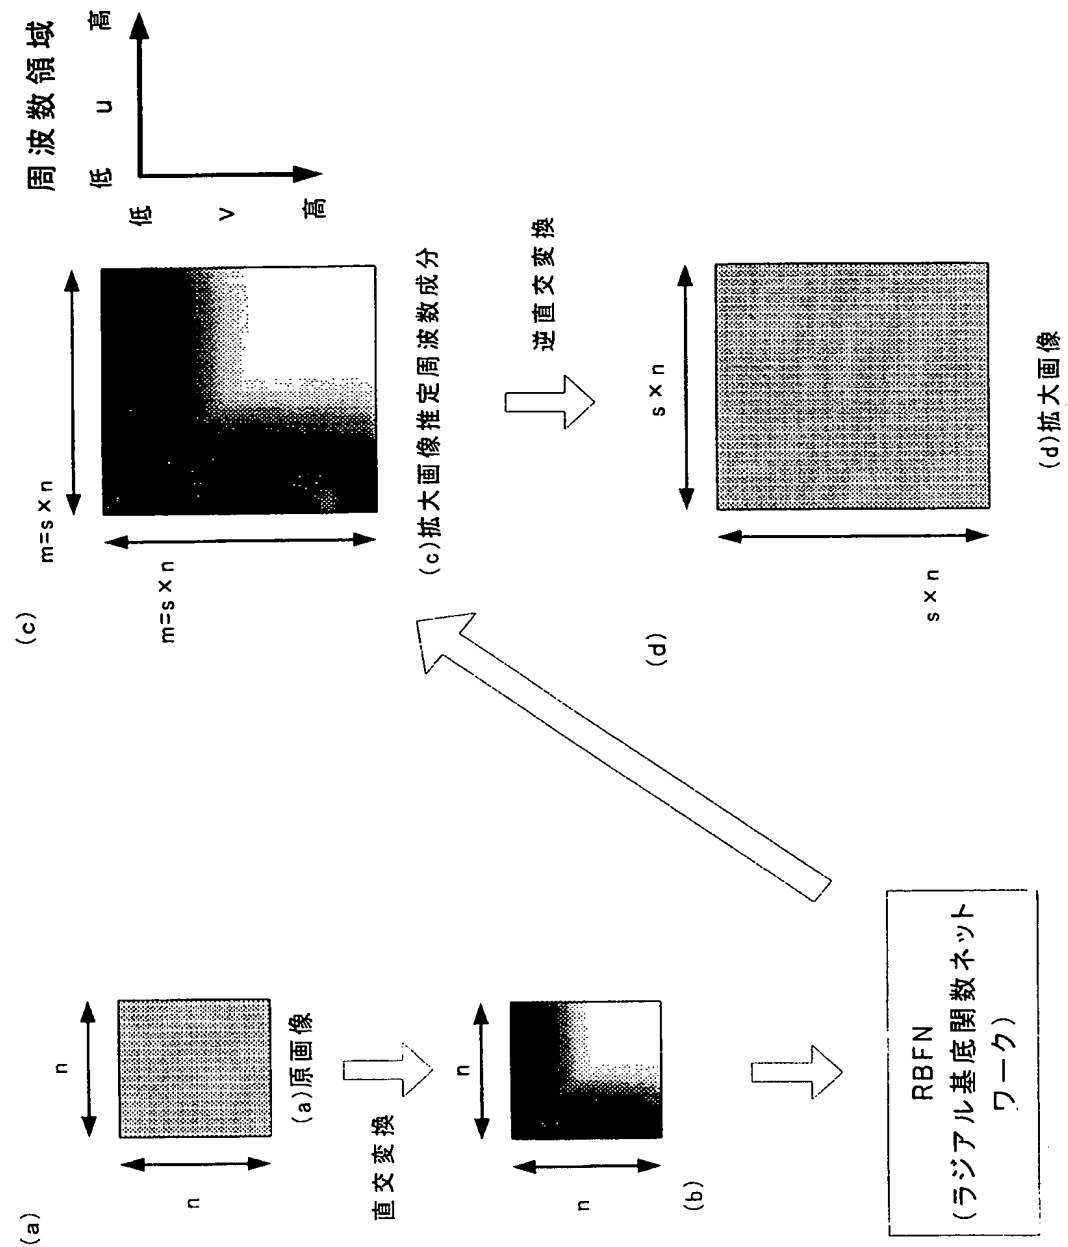 (a)
n
n
(a)原画像
直交変換
n
n
(b)
RBFN
(ラジアル基底関数ネット
ワーク)
(c)
m=s×n
m=s×n
(c)拡大画像推定周波数成分
周波数領域
低 u 高
低
v
高
逆直交変換
(d)
s×n
s×n
(d)拡大画像